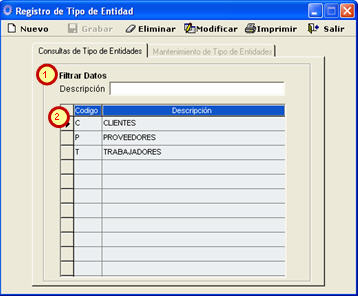 Registro de Tipo de Entidad
Nuevo Grabar Eliminar Modificar Imprimir Salir
Consultas de Tipo de Entidades Mantenimiento de Tipo de Entidades
1 Filtrar Datos
Descripción
2 Codigo Descripción
C CLIENTES
P PROVEEDORES
T TRABAJADORES